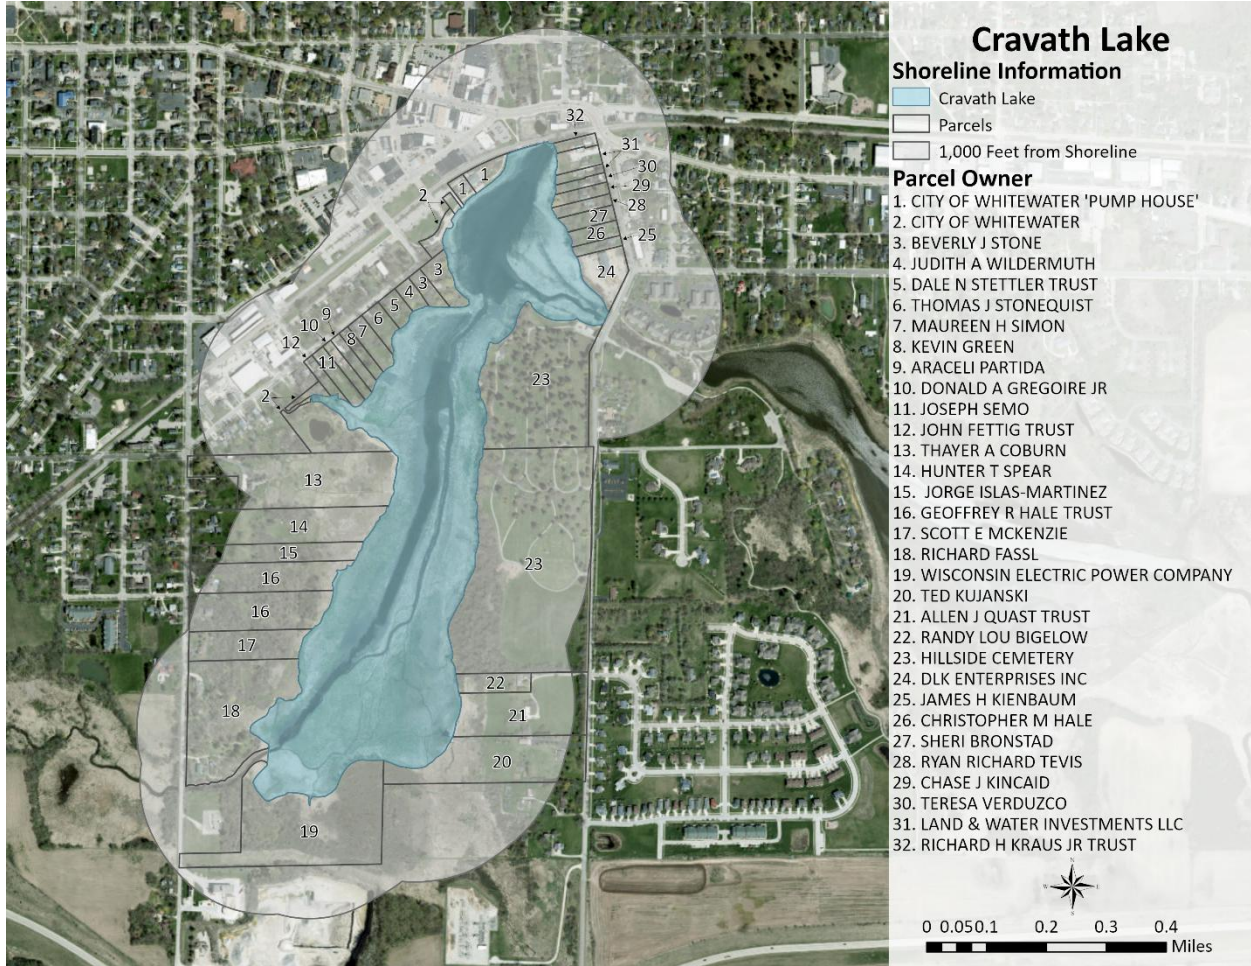 Cravath Lake
Shoreline Information
Cravath Lake
Parcels
1,000 Feet from Shoreline
Parcel Owner
1. CITY OF WHITEWATER 'PUMP HOUSE'
2. CITY OF WHITEWATER
3. BEVERLY J STONE
4. JUDITH A WILDERMUTH
5. DALE N STETTLER TRUST
6. THOMAS J STONEQUIST
7. MAUREEN H SIMON
8. KEVIN GREEN
9. ARACELI PARTIDA
10. DONALD A GREGOIRE JR
11. JOSEPH SEMO
12. JOHN FETTIG TRUST
13. THAYER A COBURN
14. HUNTER T SPEAR
15. JORGE ISLAS-MARTINEZ
16. GEOFFREY R HALE TRUST
17. SCOTT E MCKENZIE
18. RICHARD FASSL
19. WISCONSIN ELECTRIC POWER COMPANY
20. TED KUJANSKI
21. ALLEN J QUAST TRUST
22. RANDY LOU BIGELOW
23. HILLSIDE CEMETERY
24. DLK ENTERPRISES INC
25. JAMES H KIENBAUM
26. CHRISTOPHER M HALE
27. SHERI BRONSTAD
28. RYAN RICHARD TEVIS
29. CHASE J KINCAID
30. TERESA VERDUZCO
31. LAND & WATER INVESTMENTS LLC
32. RICHARD H KRAUS JR TRUST
N
W E
S
0 0.05 0.1 0.2 0.3 0.4
Miles
32
31
30
29
28
27
26
25
24
1
1
2
3
3
4
5
6
7
8
9
10
11
12
2
23
13
14
15
16
16
17
18
23
22
21
20
19